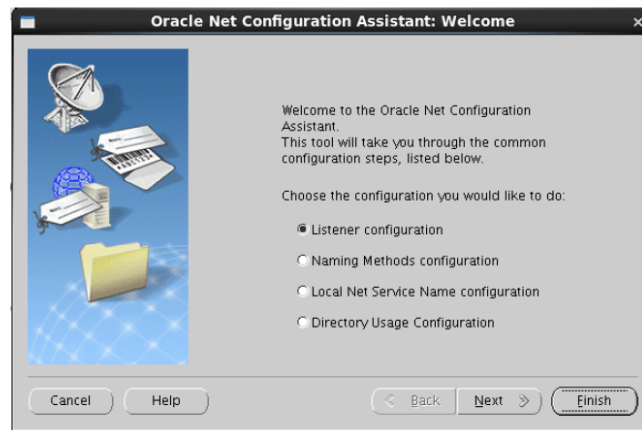 Oracle Net Configuration Assistant: Welcome
Welcome to the Oracle Net Configuration
Assistant.
This tool will take you through the common
configuration steps, listed below.
Choose the configuration you would like to do:
Listener configuration
Naming Methods configuration
Local Net Service Name configuration
Directory Usage Configuration
Cancel Help Back Next Finish